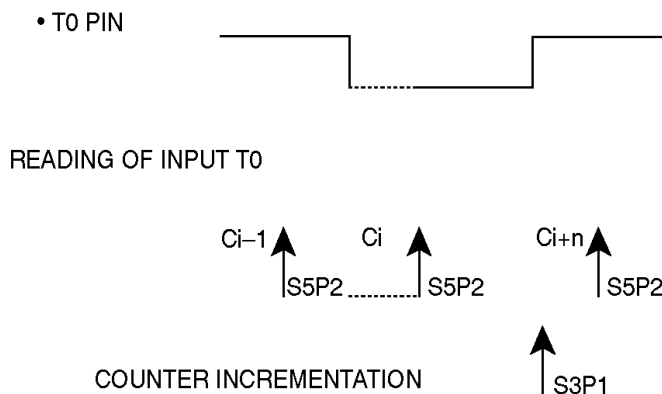 • T0 PIN
READING OF INPUT T0
Ci–1 Ci Ci+n
S5P2 S5P2 S5P2
COUNTER INCREMENTATION S3P1